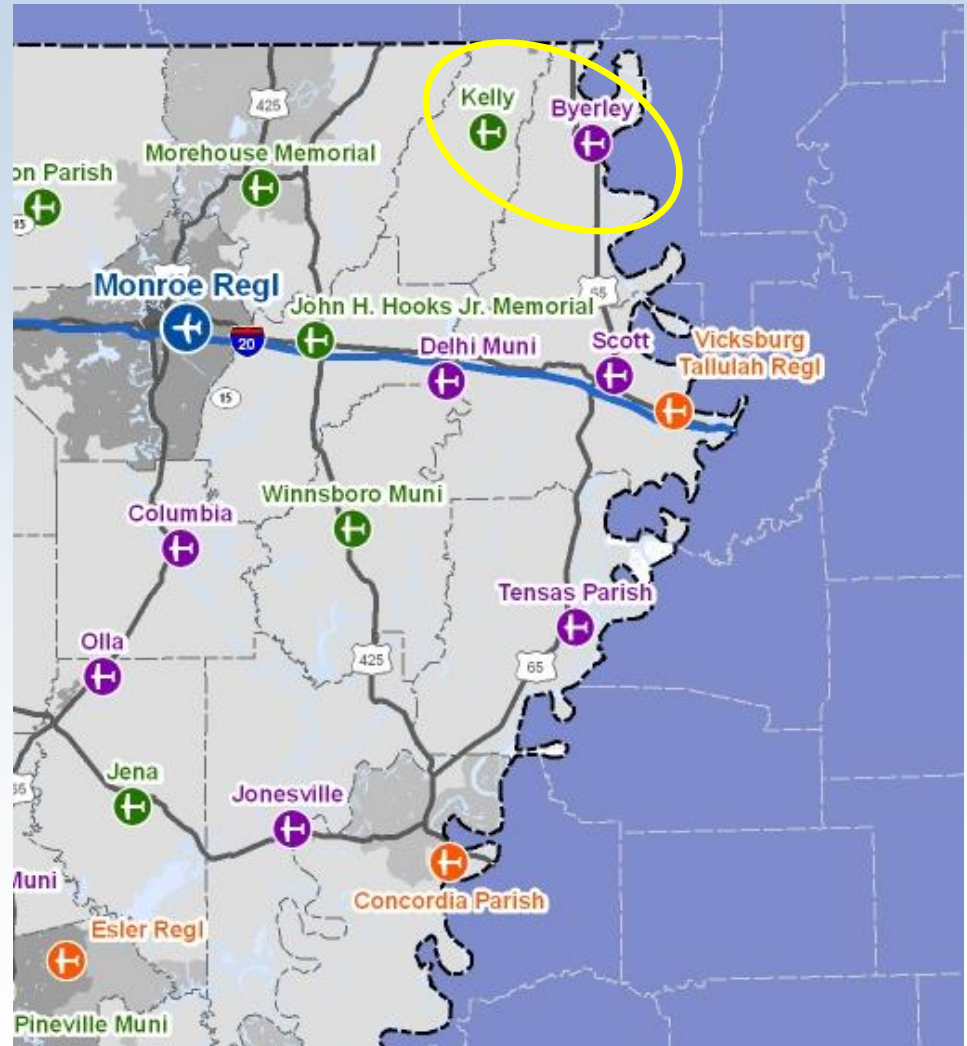 Kelly
Byerley
425
Morehouse Memorial
on Parish
15
Monroe Regl
John H. Hooks Jr. Memorial
65
20
Delhi Muni
Scott
Vicksburg
Tallulah Regl
15
Winnsboro Muni
Columbia
Tensas Parish
Olla
425
65
Jena
Jonesville
65
Muni
Concordia Parish
Esler Regl
Pineville Muni